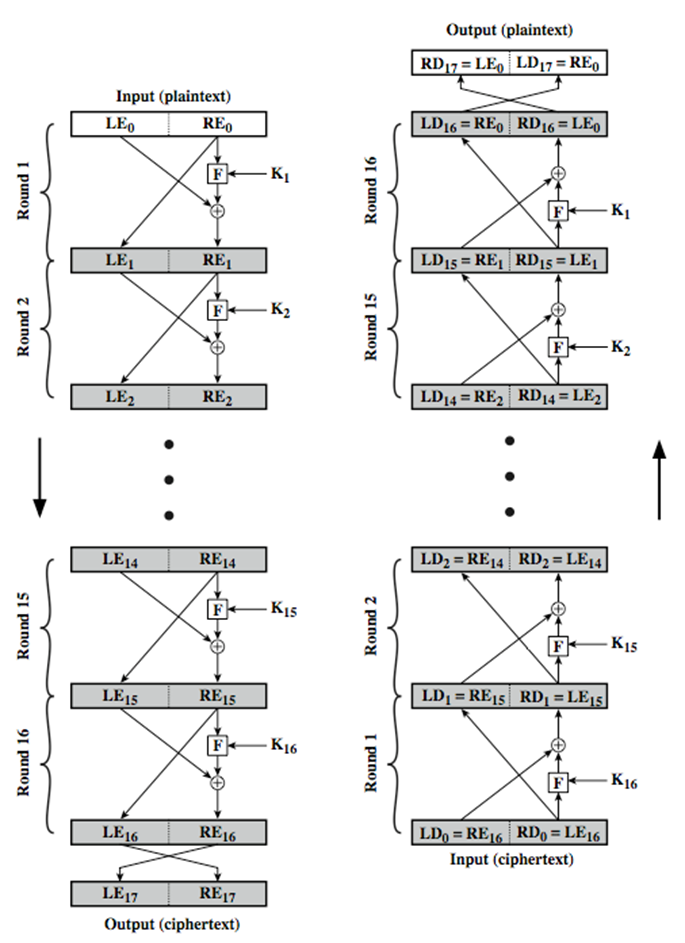 Input (plaintext)
LE0 RE0
Round 1
F
K1
LE1 RE1
Round 2
F
K2
LE2 RE2
LE14 RE14
Round 15
F
K15
LE15 RE15
Round 16
F
K16
LE16 RE16
LE17 RE17
Output (ciphertext)
Output (plaintext)
RD17 = LE0 LD17 = RE0
LD16 = RE0 RD16 = LE0
Round 16
F
K1
LD15 = RE1 RD15 = LE1
Round 15
F
K2
LD14 = RE2 RD14 = LE2
LD2 = RE14 RD2 = LE14
Round 2
F
K15
LD1 = RE15 RD1 = LE15
Round 1
F
K16
LD0 = RE16 RD0 = LE16
Input (ciphertext)